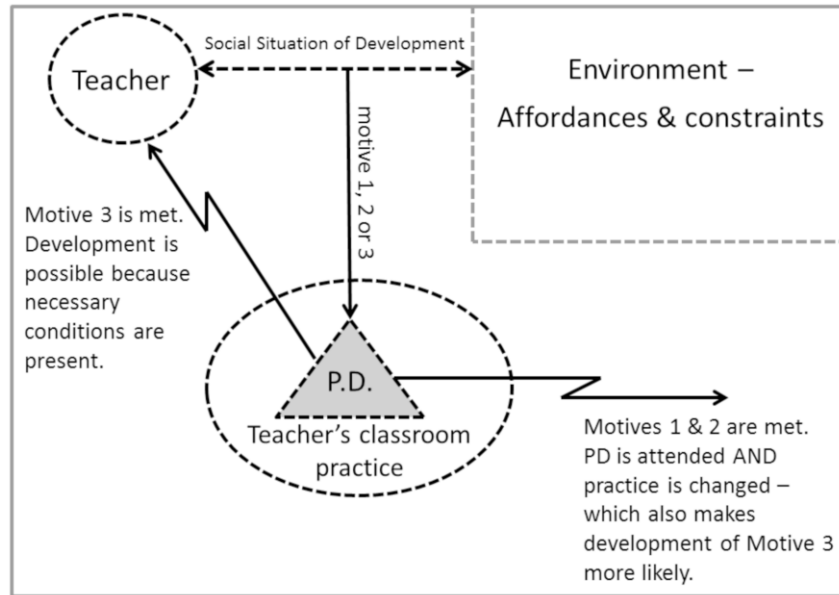 Social Situation of Development
Teacher
Environment –
Affordances & constraints
motive 1, 2 or 3
Motive 3 is met.
Development is
possible because
necessary
conditions are
present.
P.D.
Teacher’s classroom
practice
Motives 1 & 2 are met.
PD is attended AND
practice is changed –
which also makes
development of Motive 3
more likely.